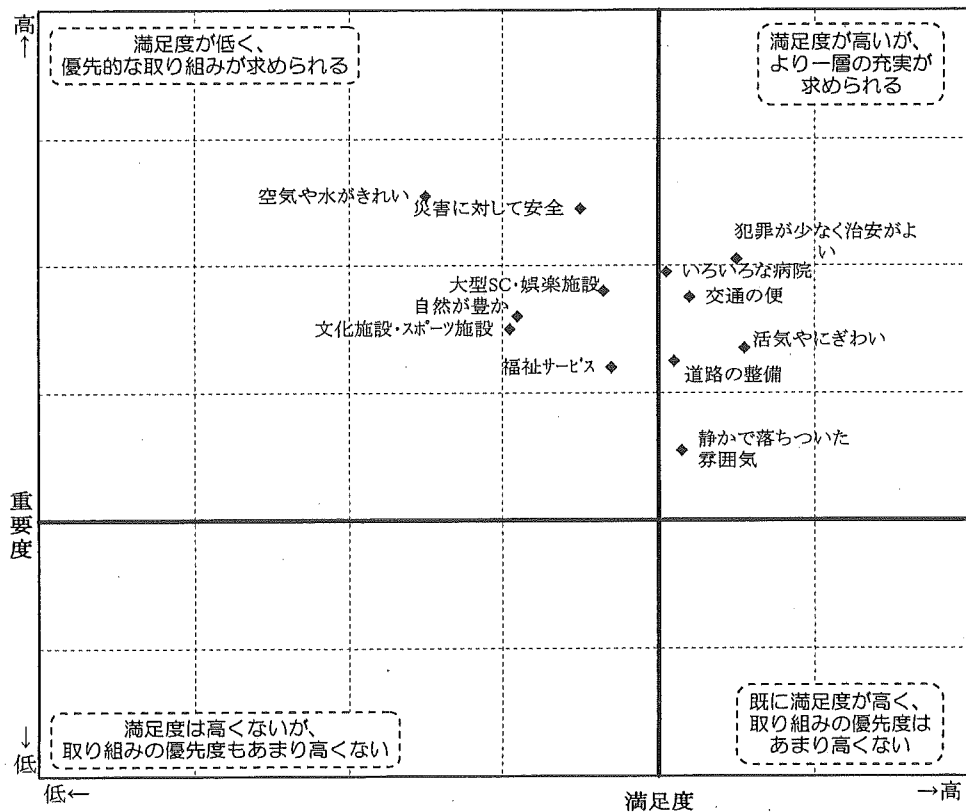 高
↑
満足度が低く、
優先的な取り組みが求められる
満足度が高いが、
より一層の充実が
求められる
空気や水がきれい
災害に対して安全
犯罪が少なく治安がよ
い
いろいろな病院
大型SC・娯楽施設
交通の便
自然が豊か
文化施設・スポーツ施設
活気やにぎわい
福祉サービス
道路の整備
静かで落ちついた
雰囲気
重要度
満足度は高くないが、
取り組みの優先度もあまり高くない
既に満足度が高く、
取り組みの優先度は
あまり高くない
↓
低
低←
満足度
→高